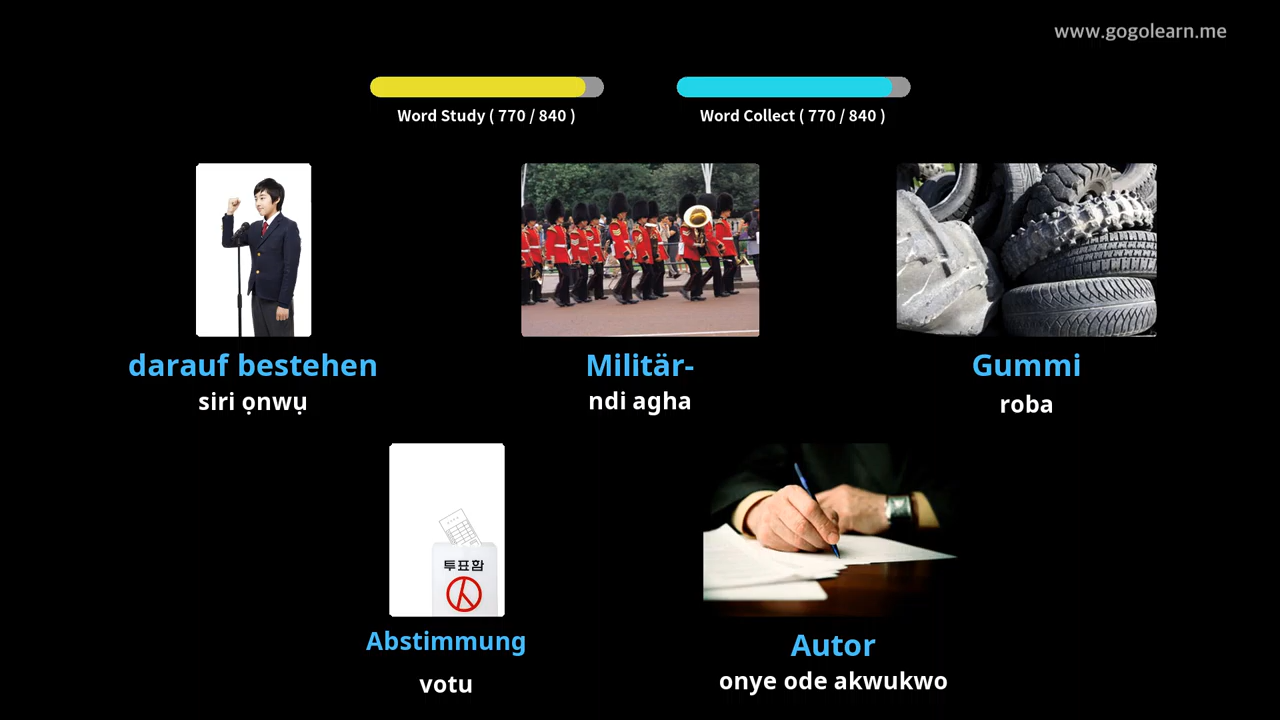 www.gogolearn.me
Word Study ( 770 / 840 )
Word Collect ( 770 / 840 )
darauf bestehen
siri ọnwụ
Militär-
ndi agha
Gummi
roba
투표함
Abstimmung
votu
Autor
onye ode akwukwo